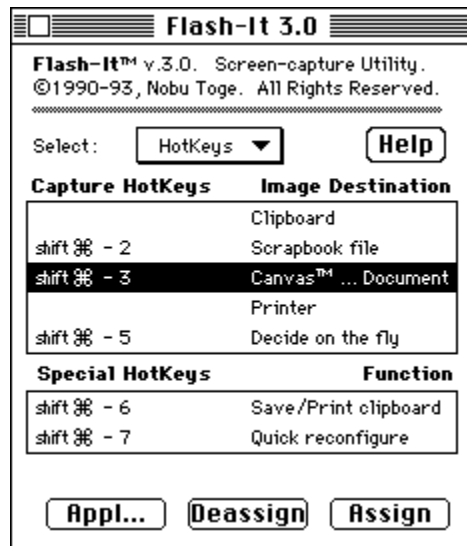 Flash-It 3.0
Flash-It™ v.3.0. Screen-capture Utility.
©1990-93, Nobu Toge. All Rights Reserved.
Select: HotKeys ▼ Help
Capture HotKeys Image Destination
Clipboard
shift ⌘ - 2 Scrapbook file
shift ⌘ - 3 Canvas™ ... Document
Printer
shift ⌘ - 5 Decide on the fly
Special HotKeys Function
shift ⌘ - 6 Save/Print clipboard
shift ⌘ - 7 Quick reconfigure
Appl... Deassign Assign